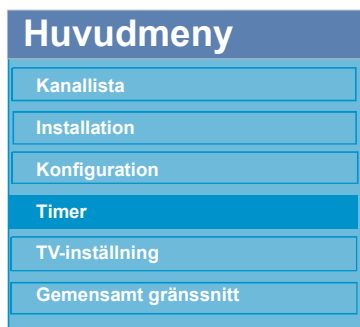 Huvudmeny
Kanallista
Installation
Konfiguration
Timer
TV-inställning
Gemensamt gränssnitt